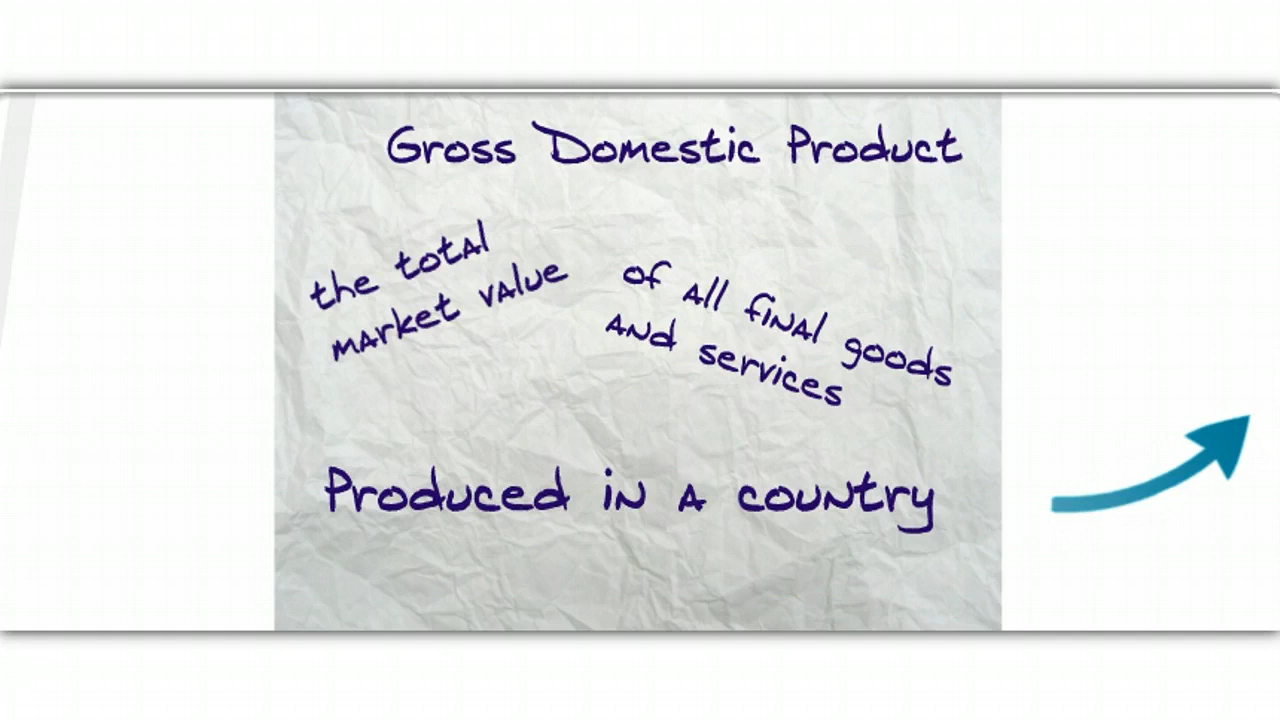 Gross Domestic Product
the total
market value
of all final goods
and services
Produced in a country